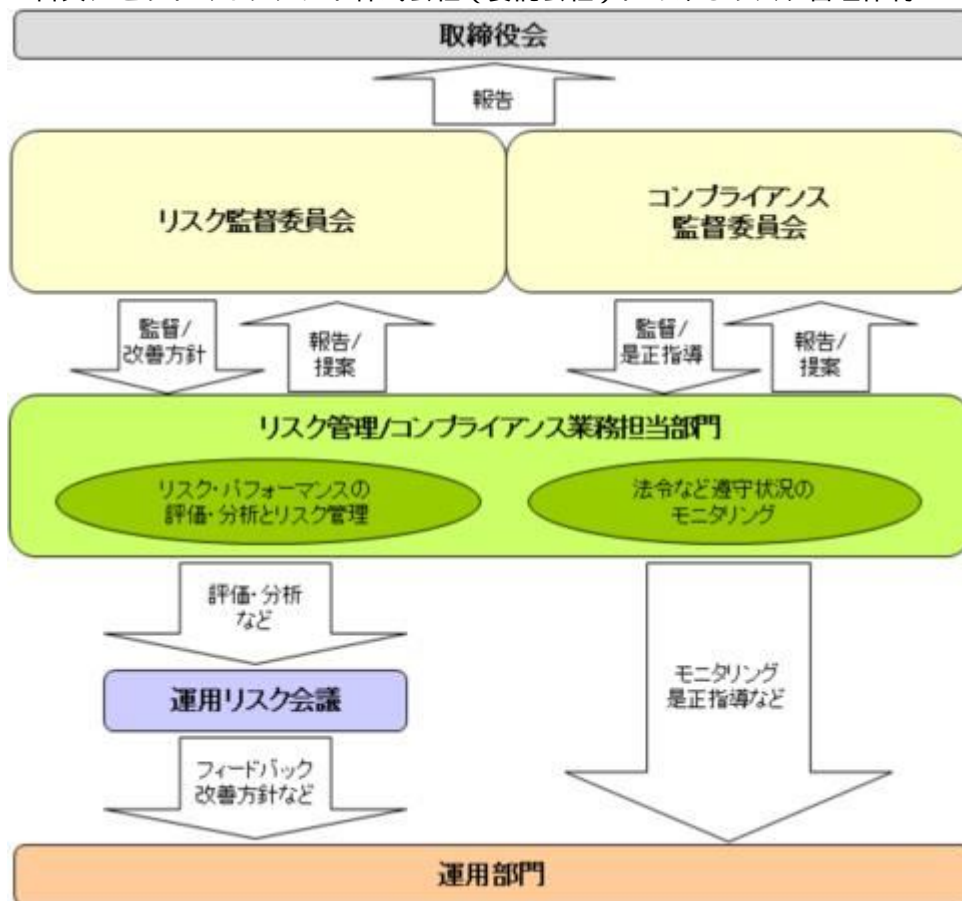 取締役会
報告
リスク監督委員会
コンプライアンス
監督委員会
監督/
改善方針
報告/
提案
監督/
是正指導
報告/
提案
リスク管理/コンプライアンス業務担当部門
リスク・パフォーマンスの
評価・分析とリスク管理
法令など遵守状況の
モニタリング
評価・分析
など
運用リスク会議
モニタリング
是正指導など
フィードバック
改善方針など
運用部門